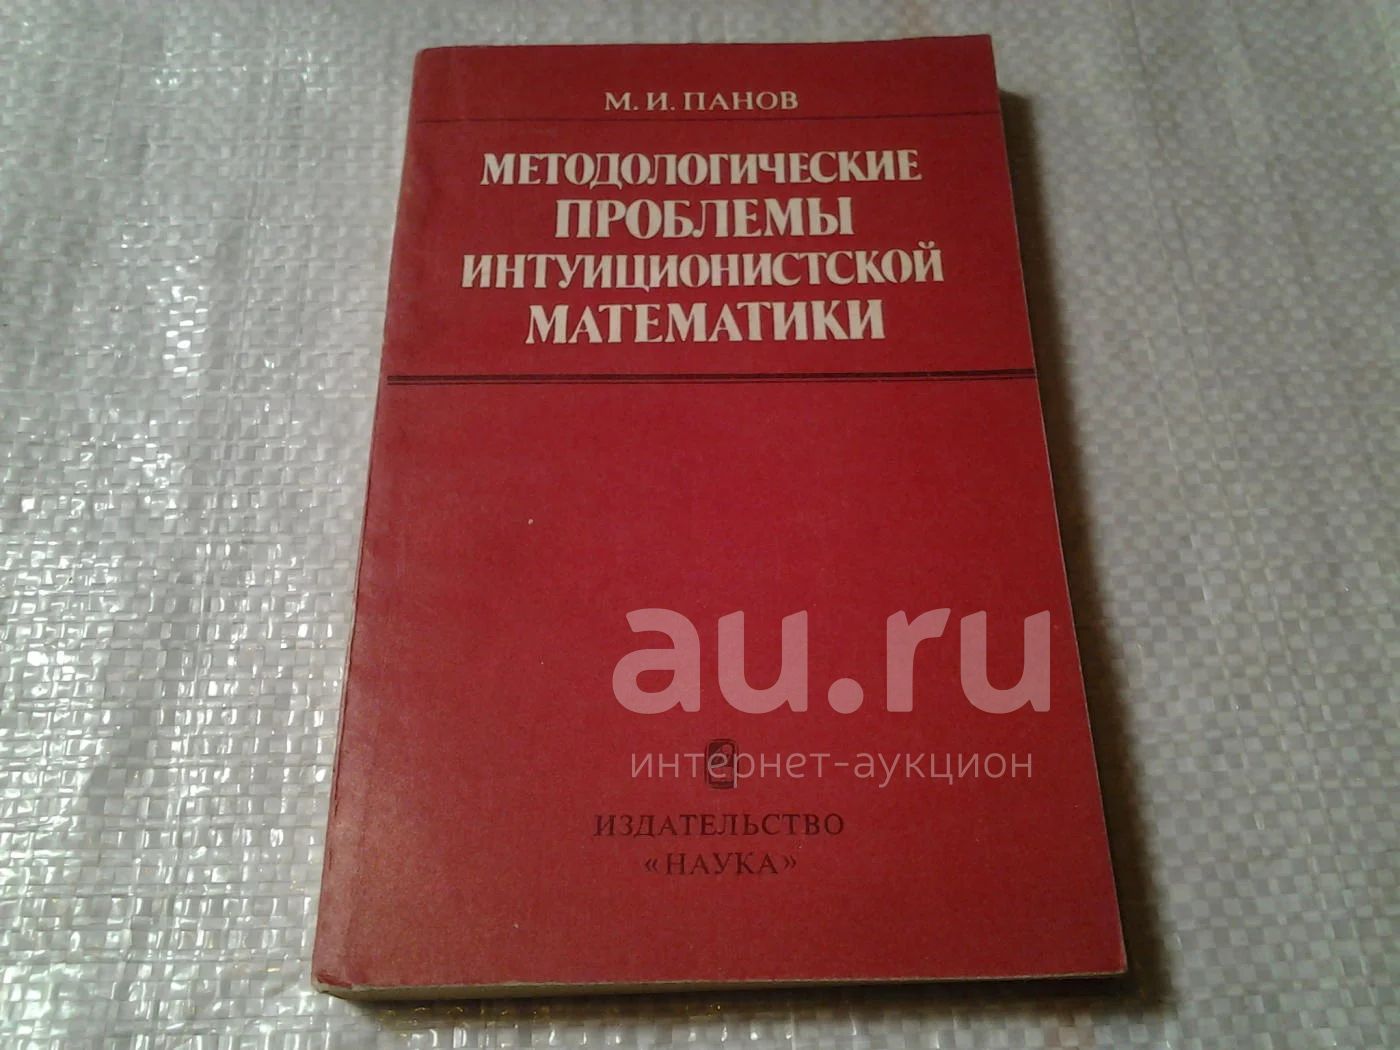 М. И. ПАНОВ
МЕТОДОЛОГИЧЕСКИЕ
ПРОБЛЕМЫ
ИНТУИЦИОНИСТСКОЙ
МАТЕМАТИКИ
au.ru
интернет-аукцион
ИЗДАТЕЛЬСТВО
«НАУКА»